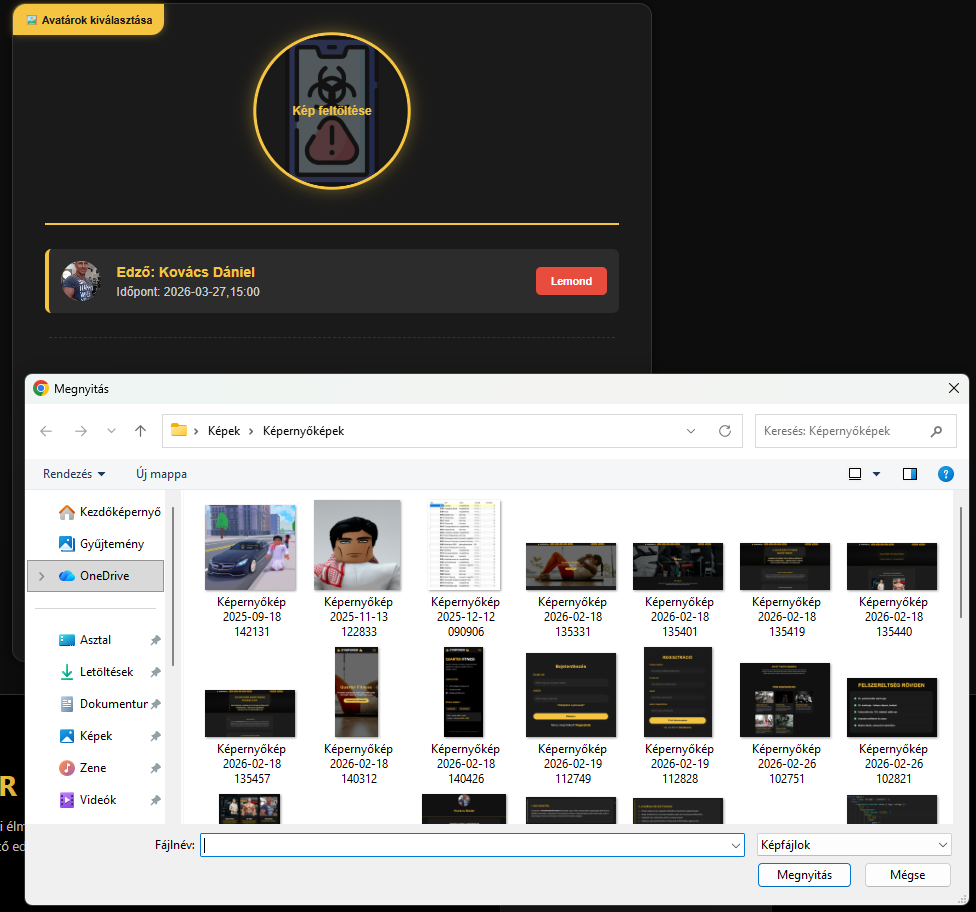 Avatárok kiválasztása
Kép feltöltése
Edző: Kovács Dániel
Időpont: 2026-03-27,15:00
Lemond
Megnyitás
Képek
Képernyőképek
Keresés: Képernyőképek
Rendezés
Új mappa
Kezdőképernyő
Gyűjtemény
OneDrive
Asztal
Letöltések
Dokumentur
Képek
Zene
Videók
Képernyőkép
2025-09-18
142131
Képernyőkép
2025-11-13
122833
Képernyőkép
2025-12-12
090906
Képernyőkép
2026-02-18
135331
Képernyőkép
2026-02-18
135401
Képernyőkép
2026-02-18
135419
Képernyőkép
2026-02-18
135440
Bejelentkezés
REGISZTRÁCIÓ
FELSZERELTSÉG RÖVIDEN
Képernyőkép
2026-02-18
135457
Képernyőkép
2026-02-18
140312
Képernyőkép
2026-02-18
140426
Képernyőkép
2026-02-19
112749
Képernyőkép
2026-02-19
112828
Képernyőkép
2026-02-26
102751
Képernyőkép
2026-02-26
102821
R
i élm
tő ed
Fájlnév:
Képfájlok
Megnyitás
Mégse